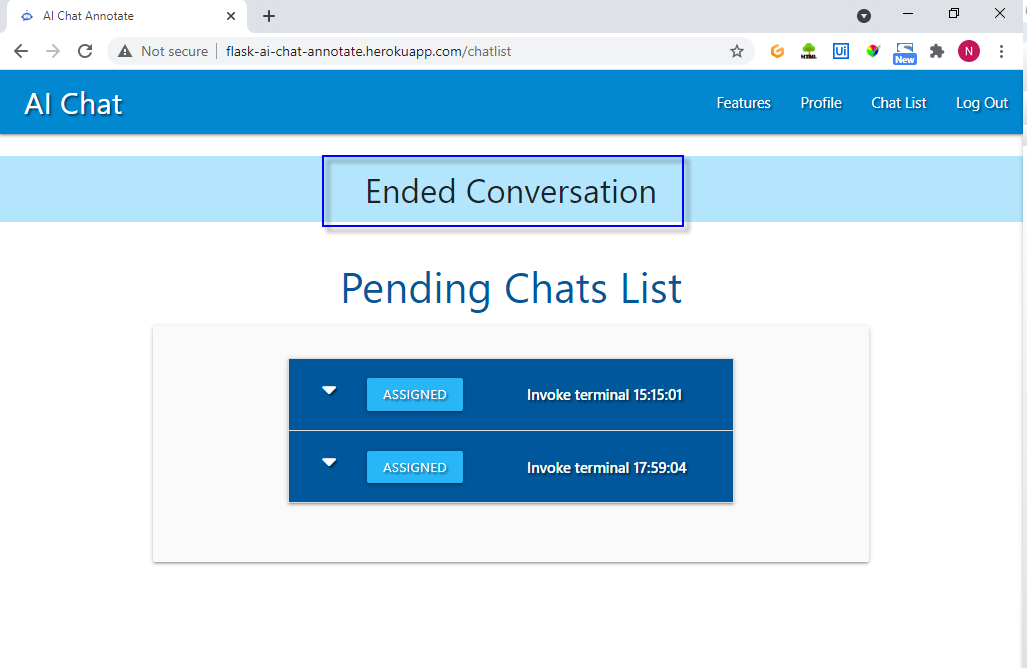 AI Chat Annotate
Not secure flask-ai-chat-annotate.herokuapp.com/chatlist
HTML
Ui
New
N
AI Chat
Features Profile Chat List Log Out
Ended Conversation
Pending Chats List
ASSIGNED Invoke terminal 15:15:01
ASSIGNED Invoke terminal 17:59:04